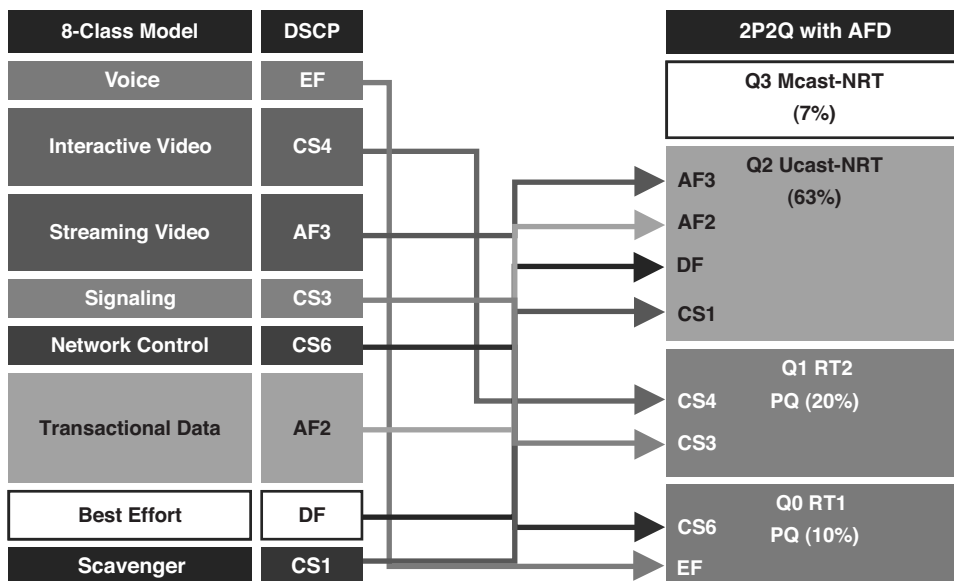 8-Class Model
DSCP
2P2Q with AFD
Voice
EF
Q3 Mcast-NRT
(7%)
Interactive Video
CS4
Q2 Ucast-NRT
(63%)
AF3
AF2
DF
CS1
Streaming Video
AF3
Signaling
CS3
Network Control
CS6
Transactional Data
AF2
Q1 RT2
PQ (20%)
CS4
CS3
Best Effort
DF
Q0 RT1
PQ (10%)
CS6
EF
Scavenger
CS1